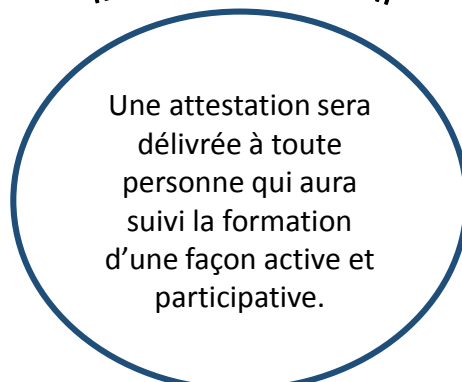 Une attestation sera
délivrée à toute
personne qui aura
suivi la formation
d’une façon active et
participative.